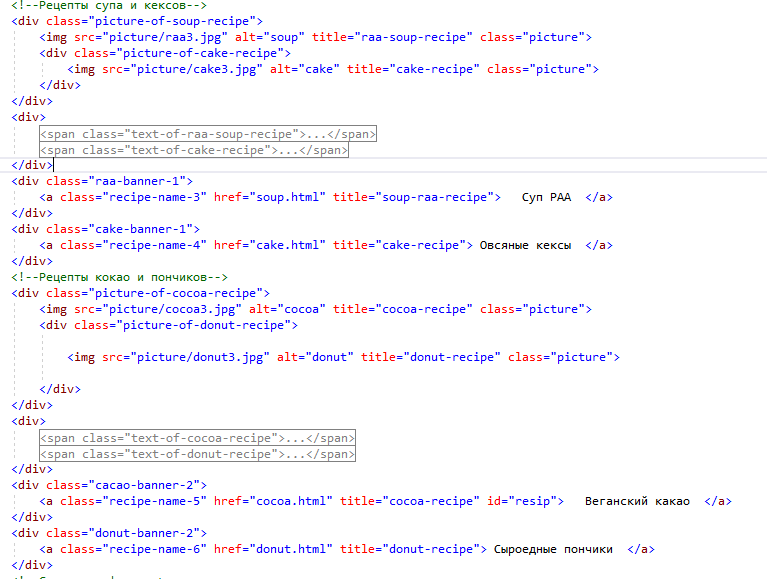 <!--Рецепты супа и кексов-->
<div class="picture-of-soup-recipe">
<img src="picture/raa3.jpg" alt="soup" title="raa-soup-recipe" class="picture">
<div class="picture-of-cake-recipe">
<img src="picture/cake3.jpg" alt="cake" title="cake-recipe" class="picture">
</div>
</div>
<div>
<span class="text-of-raa-soup-recipe">...</span>
<span class="text-of-cake-recipe">...</span>
</div>
<div class="raa-banner-1">
<a class="recipe-name-3" href="soup.html" title="soup-raa-recipe">   Суп РАА  </a>
</div>
<div class="cake-banner-1">
<a class="recipe-name-4" href="cake.html" title="cake-recipe"> Овсяные кексы  </a>
</div>
<!--Рецепты кокао и пончиков-->
<div class="picture-of-cocoa-recipe">
<img src="picture/cocoa3.jpg" alt="cocoa" title="cocoa-recipe" class="picture">
<div class="picture-of-donut-recipe">
<img src="picture/donut3.jpg" alt="donut" title="donut-recipe" class="picture">
</div>
</div>
<div>
<span class="text-of-cocoa-recipe">...</span>
<span class="text-of-donut-recipe">...</span>
</div>
<div class="cacao-banner-2">
<a class="recipe-name-5" href="cocoa.html" title="cocoa-recipe" id="resip">   Веганский какао  </a>
</div>
<div class="donut-banner-2">
<a class="recipe-name-6" href="donut.html" title="donut-recipe"> Сыроедные пончики  </a>
</div>